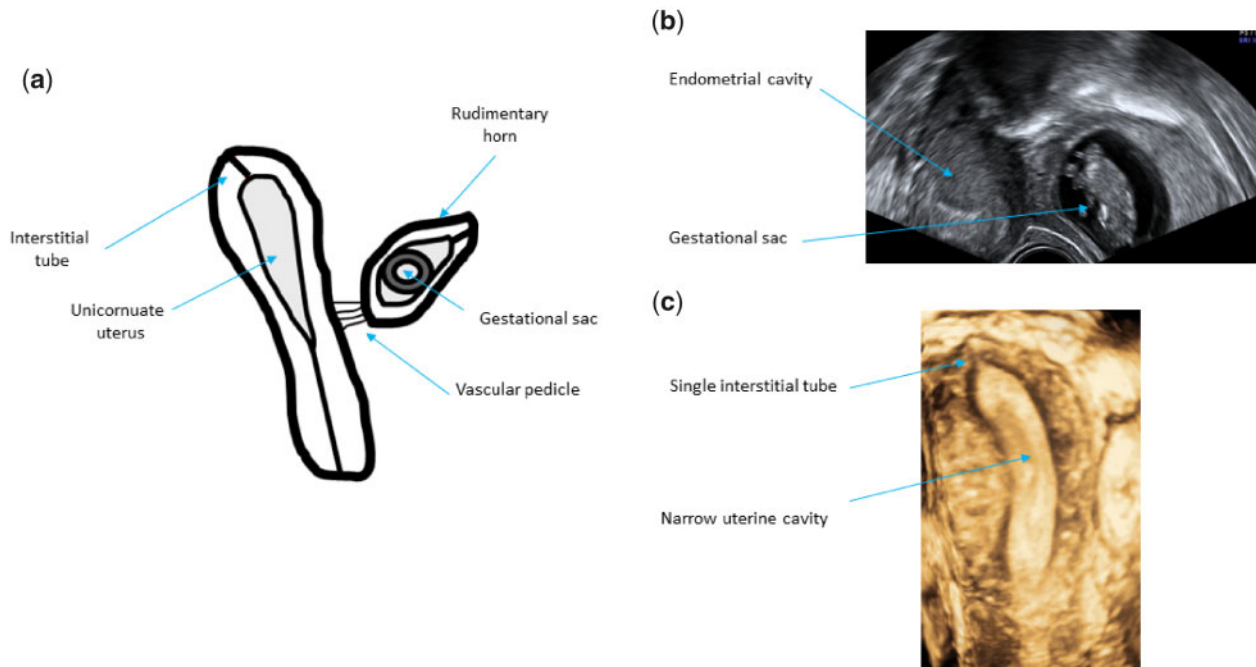 (a)
Rudimentary
horn
Interstitial
tube
Unicornuate
uterus
Gestational sac
Vascular pedicle
(b)
Endometrial cavity
Gestational sac
(c)
Single interstitial tube
Narrow uterine cavity